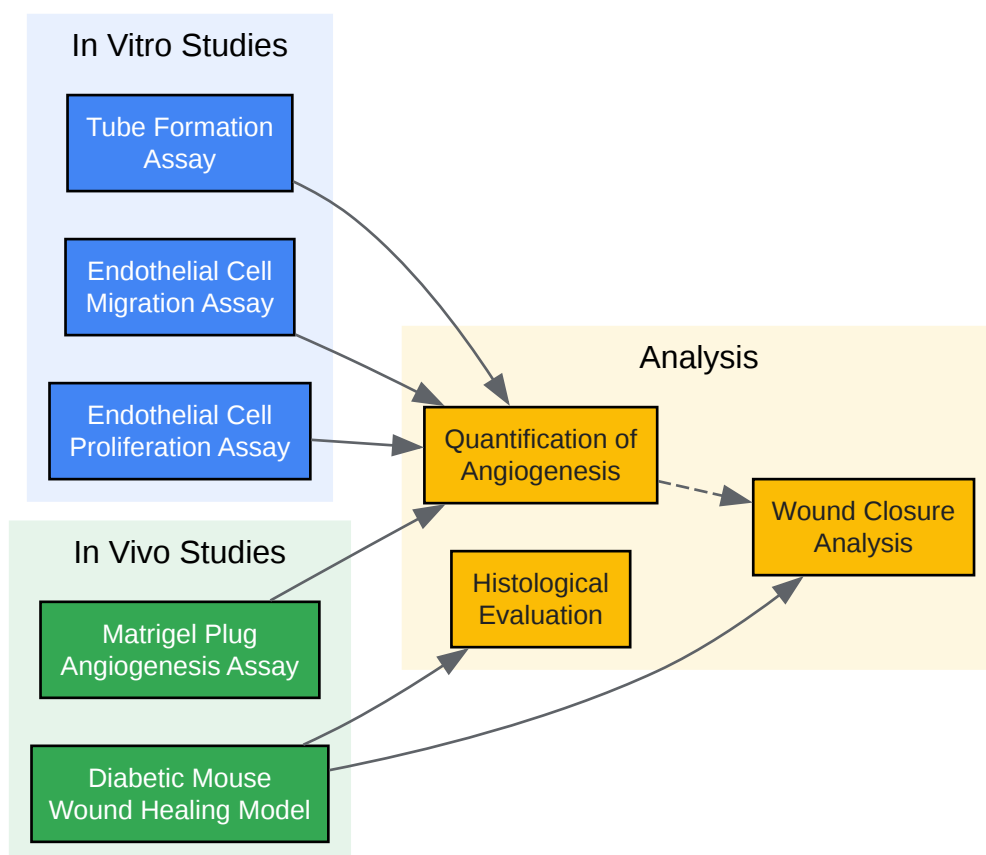 In Vitro Studies
Tube Formation
Assay
Endothelial Cell
Migration Assay
Endothelial Cell
Proliferation Assay
Analysis
Quantification of
Angiogenesis
Wound Closure
Analysis
Histological
Evaluation
In Vivo Studies
Matrigel Plug
Angiogenesis Assay
Diabetic Mouse
Wound Healing Model